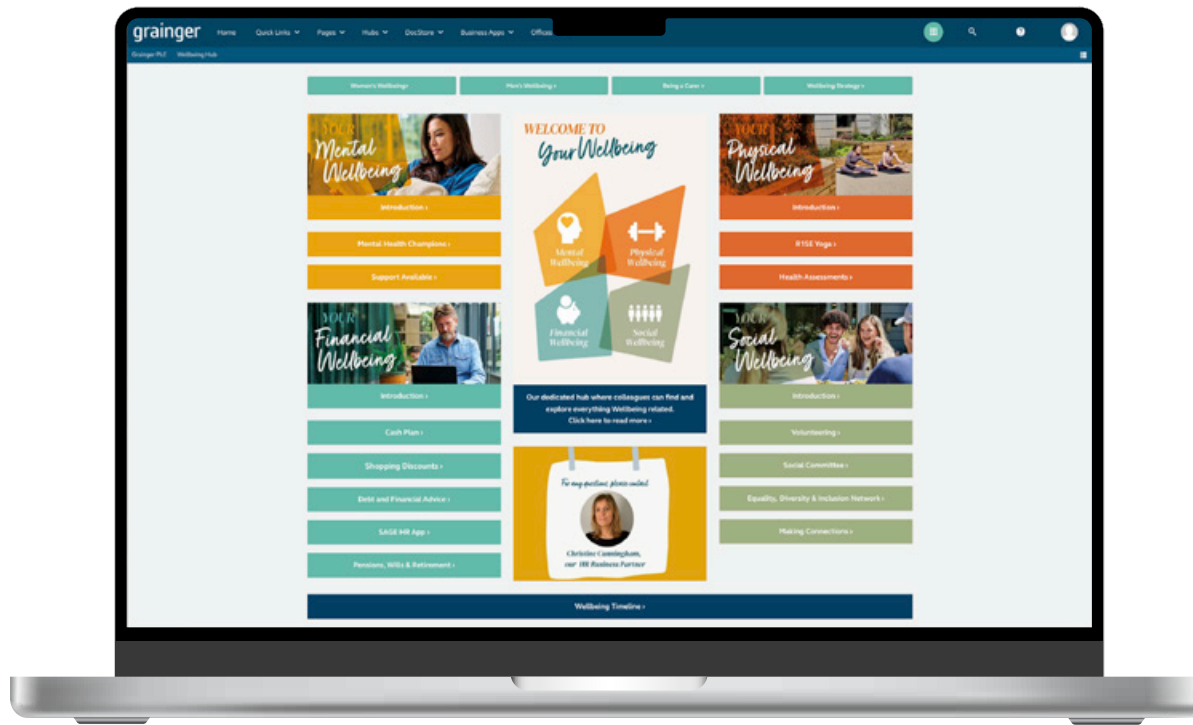 grainger
Home
Quick Links
Pages
Hubs
DocStore
Business Apps
Offices
Grainger PLC
Wellbeing Hub
Women's Wellbeing ›
Men's Wellbeing ›
Being a Carer ›
Wellbeing Strategy ›
YOUR
Mental
Wellbeing
Introduction ›
Mental Health Champions ›
Support Available ›
YOUR
Financial
Wellbeing
Introduction ›
Cash Plan ›
Shopping Discounts ›
Debt and Financial Advice ›
SAGE HR App ›
Pensions, Wills & Retirement ›
WELCOME TO
Your Wellbeing
Mental
Wellbeing
Physical
Wellbeing
Financial
Wellbeing
Social
Wellbeing
Our dedicated hub where colleagues can find and
explore everything Wellbeing related.
Click here to read more ›
For any questions please contact
Christine Cunningham,
our HR Business Partner
YOUR
Physical
Wellbeing
Introduction ›
R1SE Yoga ›
Health Assessments ›
YOUR
Social
Wellbeing
Introduction ›
Volunteering ›
Social Committee ›
Equality, Diversity & Inclusion Network ›
Making Connections ›
Wellbeing Timeline ›